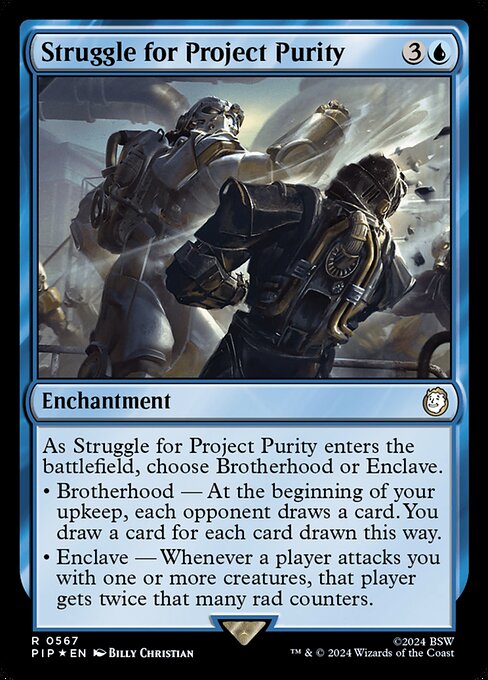 Struggle for Project Purity 3
Enchantment
As Struggle for Project Purity enters the
battlefield, choose Brotherhood or Enclave.
• Brotherhood — At the beginning of your
upkeep, each opponent draws a card. You
draw a card for each card drawn this way.
• Enclave — Whenever a player attacks you
with one or more creatures, that player
gets twice that many rad counters.
R 0567
PIP★EN Billy Christian
©2024 BSW
™ & © 2024 Wizards of the Coast